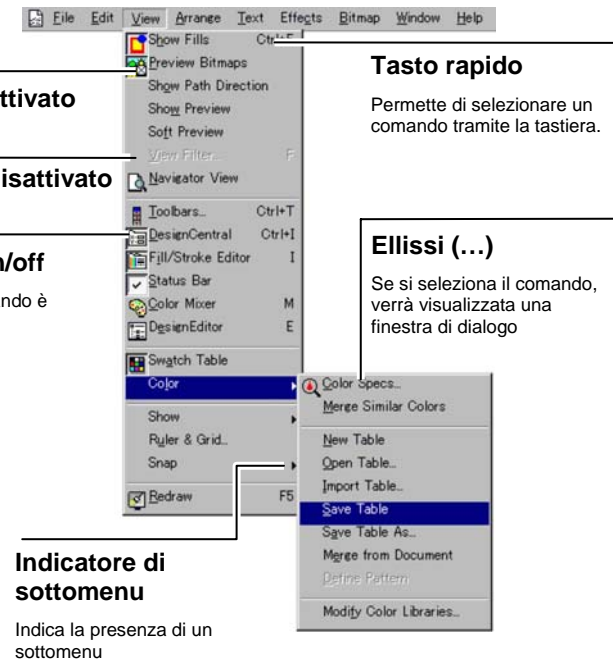 File Edit View Arrange Text Effects Bitmap Window Help
Show Fills
Preview Bitmaps
Show Path Direction
Show Preview
Soft Preview
View Filter... F
Navigator View
Toolbars... Ctrl+T
DesignCentral Ctrl+I
Fill/Stroke Editor I
Status Bar
Color Mixer M
DesignEditor E
Swatch Table
Color
Show
Ruler & Grid...
Snap
Redraw F5
Color Specs...
Merge Similar Colors
New Table
Open Table...
Import Table...
Save Table
Save Table As...
Merge from Document
Define Pattern
Modify Color Libraries...
ttivato
isattivato
n/off
ndo è
Tasto rapido
Permette di selezionare un
comando tramite la tastiera.
Ellissi (…)
Se si seleziona il comando,
verrà visualizzata una
finestra di dialogo
Indicatore di
sottomenu
Indica la presenza di un
sottomenu